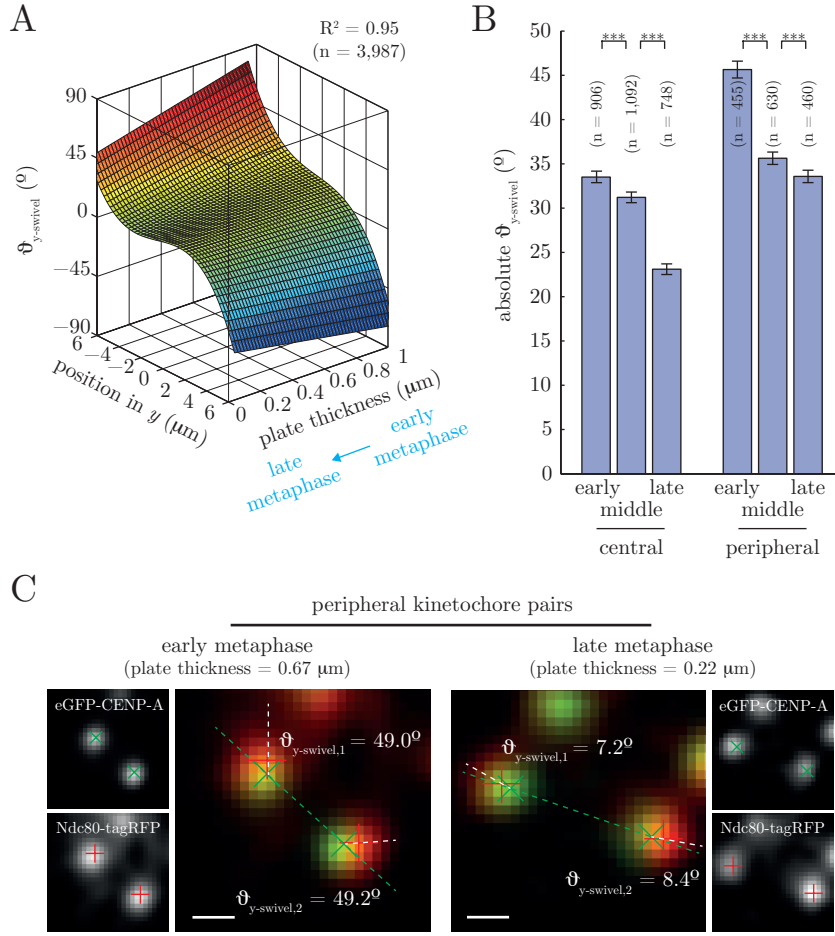 A
R² = 0.95
(n = 3,987)
90
45
0
−45
−90
ϑy-swivel (º)
6
−4
−2
0
2
4
6
position in y (μm)
0
0.2
0.4
0.6
0.8
1
plate thickness (μm)
early
metaphase
late
metaphase
B
50
45
40
35
30
25
20
15
10
5
0
absolute ϑy-swivel (º)
*** ***
*** ***
(n = 906)
(n = 1,092)
(n = 748)
(n = 455)
(n = 630)
(n = 460)
early
middle
late
central
early
middle
late
peripheral
C
peripheral kinetochore pairs
early metaphase
(plate thickness = 0.67 μm)
late metaphase
(plate thickness = 0.22 μm)
eGFP-CENP-A
Ndc80-tagRFP
ϑy-swivel,1 = 49.0º
ϑy-swivel,2 = 49.2º
ϑy-swivel,1 = 7.2º
ϑy-swivel,2 = 8.4º
eGFP-CENP-A
Ndc80-tagRFP